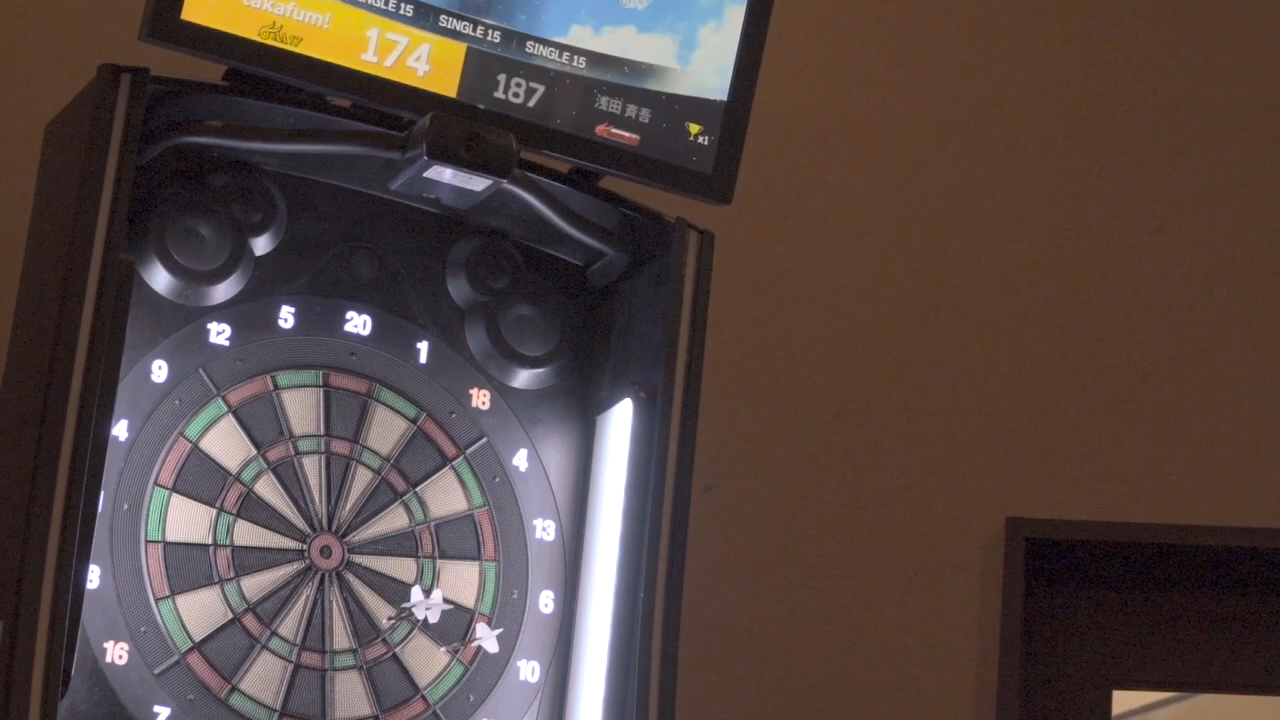 takafum!
SINGLE 15 SINGLE 15 SINGLE 15
174
187
浅田 斉吾
x1
5 20
12 1
9 18
4 4
13
6
16 10
7